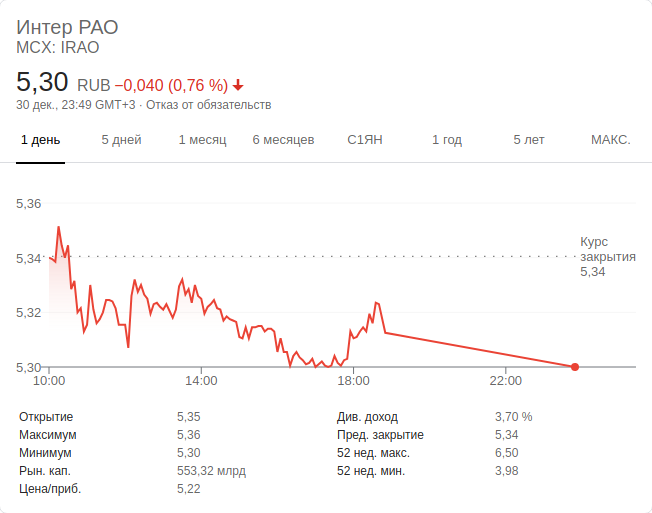 Интер РАО
MCX: IRAO
5,30 RUB −0,040 (0,76 %)
30 дек., 23:49 GMT+3 · Отказ от обязательств
1 день 5 дней 1 месяц 6 месяцев С1ЯН 1 год 5 лет МАКС.
5,36
Курс
закрытия
5,34
5,34
5,32
5,30
10:00 14:00 18:00 22:00
Открытие 5,35 Див. доход 3,70 %
Максимум 5,36 Пред. закрытие 5,34
Минимум 5,30 52 нед. макс. 6,50
Рын. кап. 553,32 млрд 52 нед. мин. 3,98
Цена/приб. 5,22